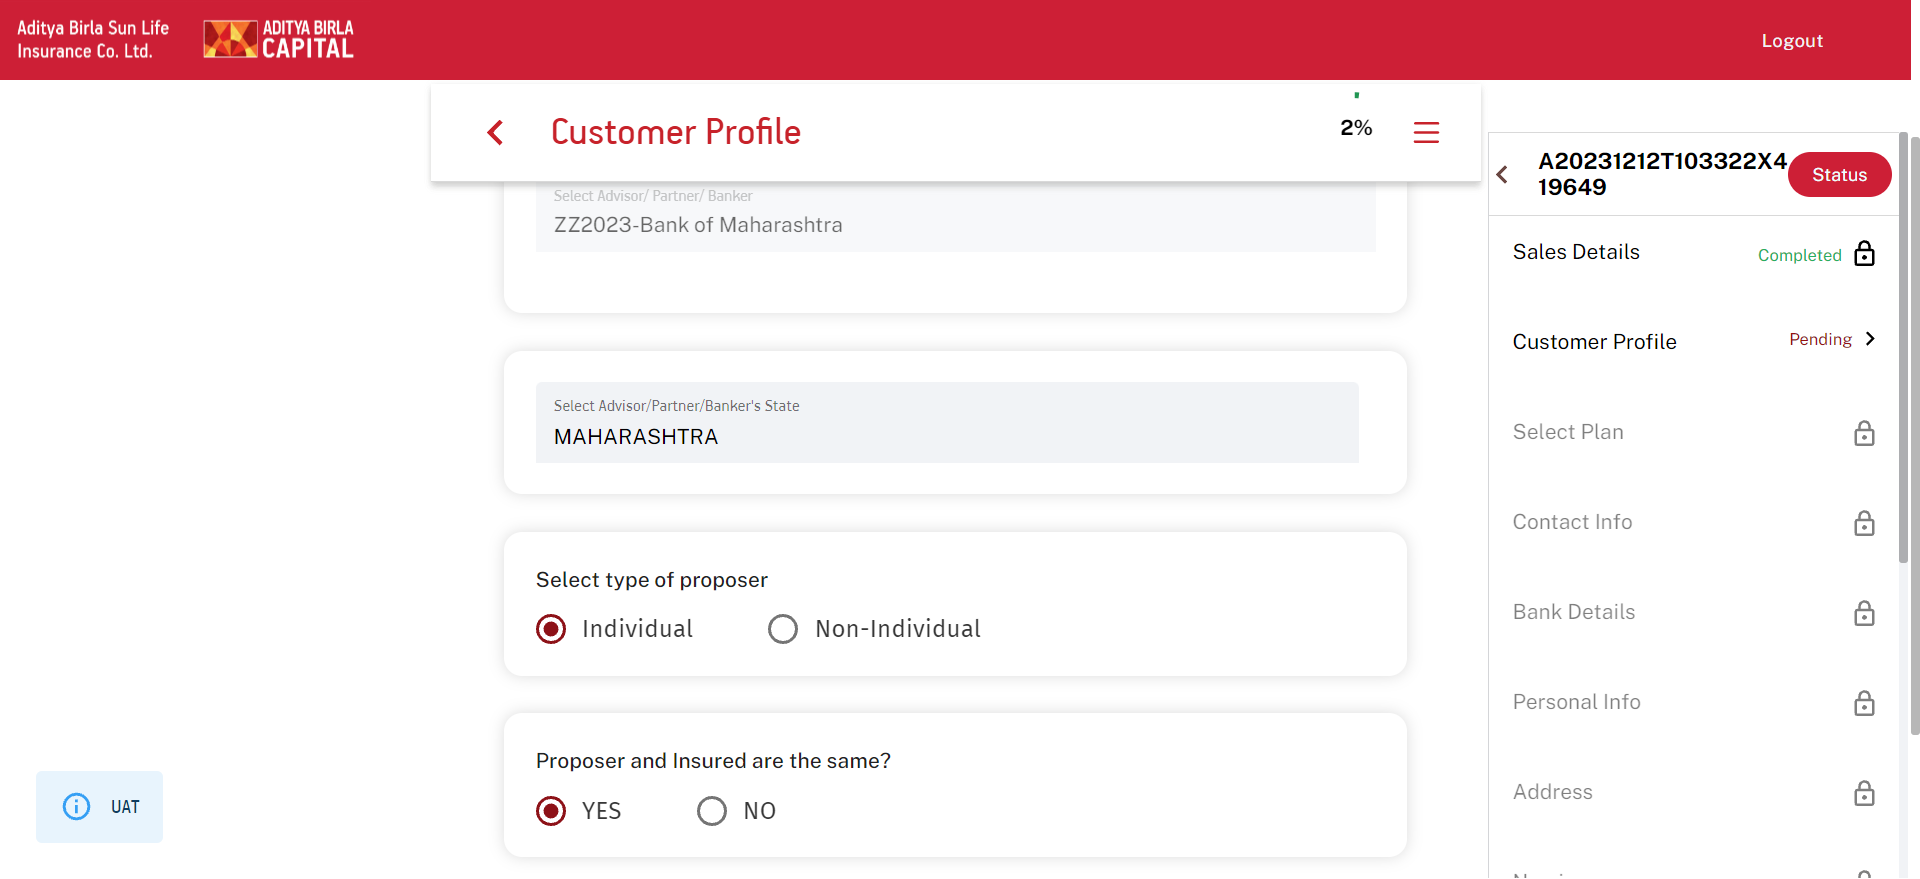 Aditya Birla Sun Life
Insurance Co. Ltd.
ADITYA BIRLA
CAPITAL
Logout
Customer Profile
2%
Select Advisor/ Partner/ Banker
ZZ2023-Bank of Maharashtra
Select Advisor/Partner/Banker's State
MAHARASHTRA
Select type of proposer
Individual
Non-Individual
Proposer and Insured are the same?
YES
NO
UAT
A20231212T103322X4
19649
Status
Sales Details
Completed
Customer Profile
Pending
Select Plan
Contact Info
Bank Details
Personal Info
Address